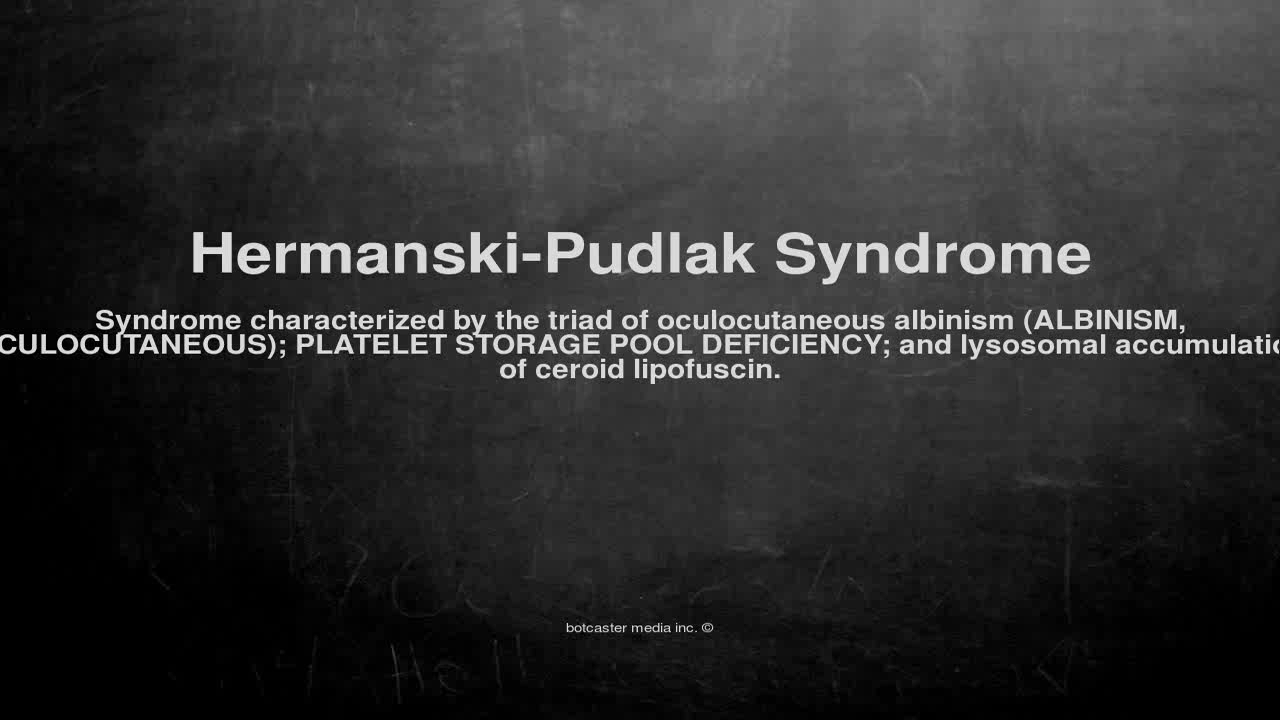 Hermanski-Pudlak Syndrome
Syndrome characterized by the triad of oculocutaneous albinism (ALBINISM,
CULOCUTANEOUS); PLATELET STORAGE POOL DEFICIENCY; and lysosomal accumulatio
of ceroid lipofuscin.
botcaster media inc. ©